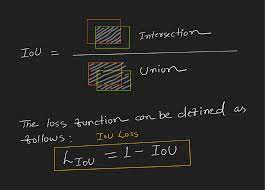 Intersection
IoU =
Union
The loss function can be defined as
follows : IoU Loss
L IoU = 1 - IoU